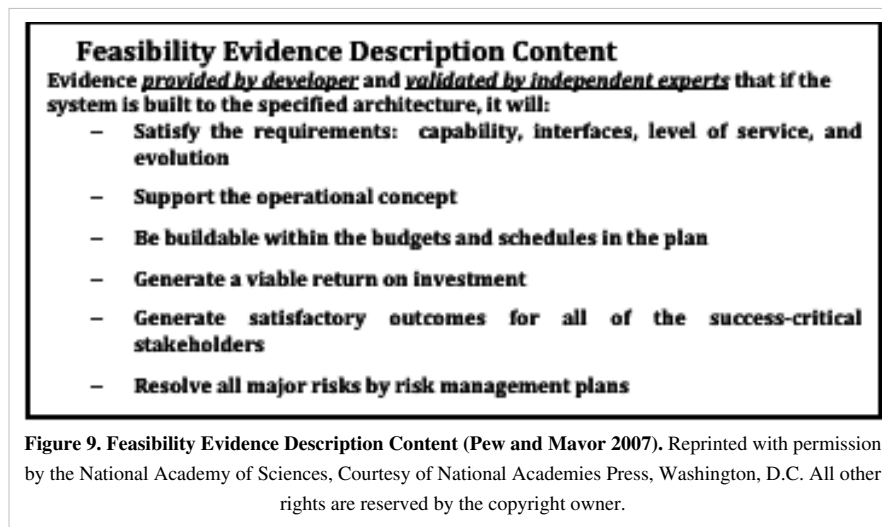 Feasibility Evidence Description Content
Evidence provided by developer and validated by independent experts that if the
system is built to the specified architecture, it will:
– Satisfy the requirements: capability, interfaces, level of service, and
evolution
– Support the operational concept
– Be buildable within the budgets and schedules in the plan
– Generate a viable return on investment
– Generate satisfactory outcomes for all of the success-critical
stakeholders
– Resolve all major risks by risk management plans
Figure 9. Feasibility Evidence Description Content (Pew and Mavor 2007). Reprinted with permission
by the National Academy of Sciences, Courtesy of National Academies Press, Washington, D.C. All other
rights are reserved by the copyright owner.